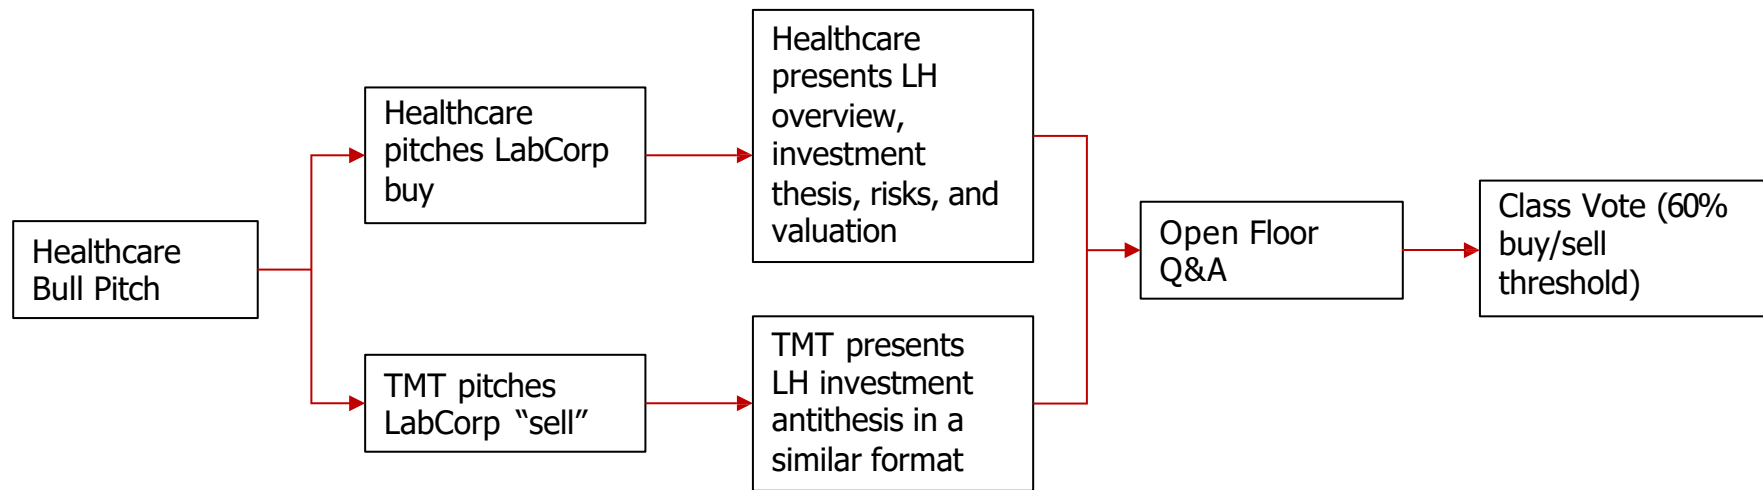 Healthcare
Bull Pitch
Healthcare
pitches LabCorp
buy
TMT pitches
LabCorp “sell”
Healthcare
presents LH
overview,
investment
thesis, risks, and
valuation
TMT presents
LH investment
antithesis in a
similar format
Open Floor
Q&A
Class Vote (60%
buy/sell
threshold)